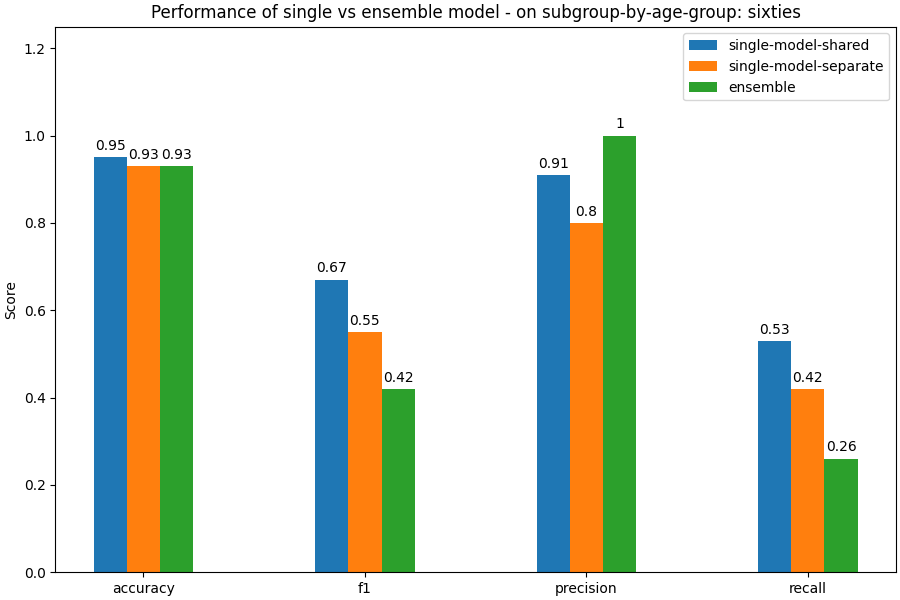 Performance of single vs ensemble model - on subgroup-by-age-group: sixties
single-model-shared
single-model-separate
ensemble
Score
1.2
1.0
0.8
0.6
0.4
0.2
0.0
0.95
0.93
0.93
0.67
0.55
0.42
0.91
0.8
1
0.53
0.42
0.26
accuracy
f1
precision
recall